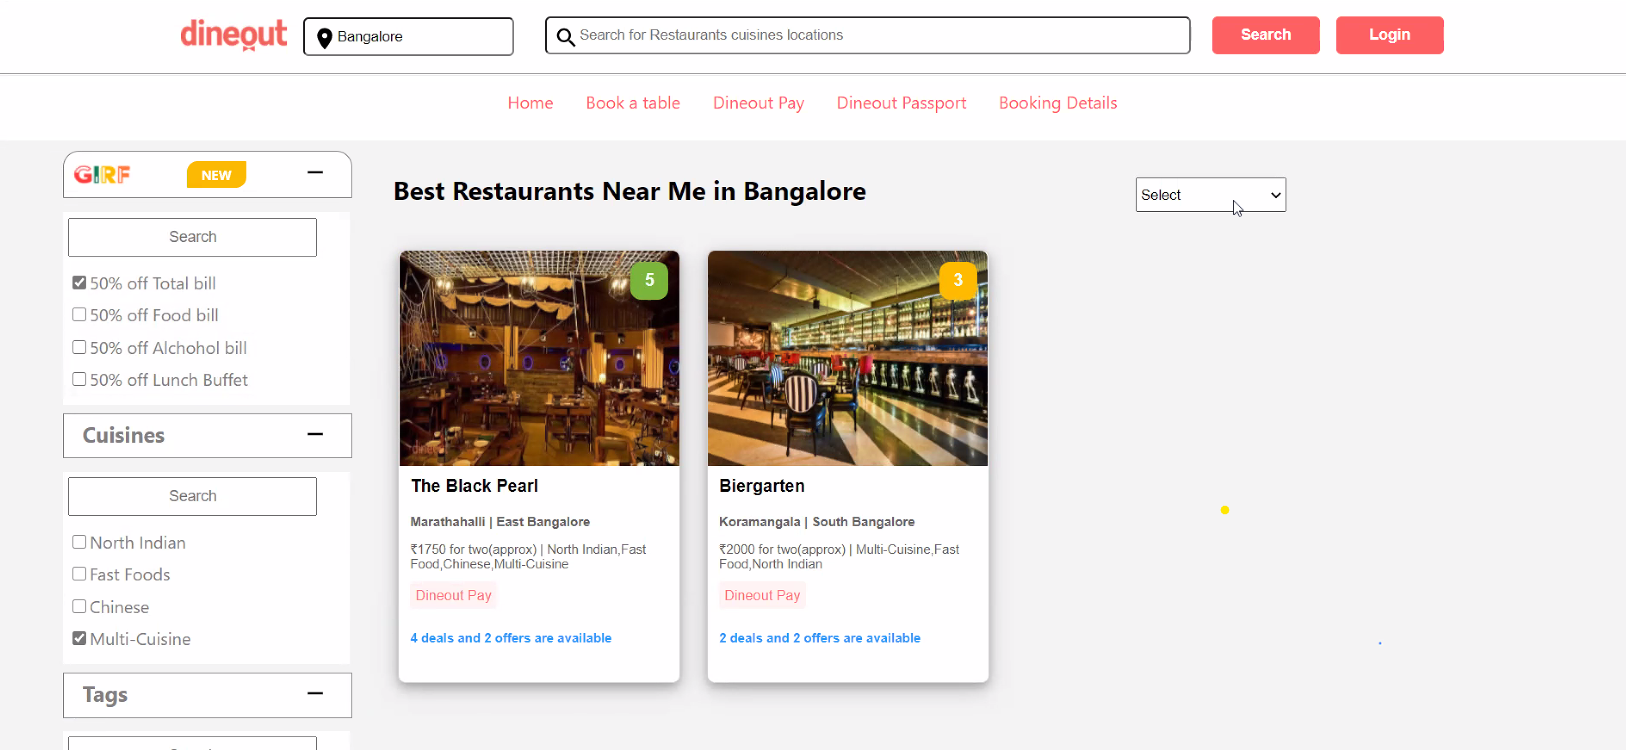 dineout
Bangalore
Search for Restaurants cuisines locations
Search
Login
Home
Book a table
Dineout Pay
Dineout Passport
Booking Details
GIRF
NEW
Search
50% off Total bill
50% off Food bill
50% off Alchohol bill
50% off Lunch Buffet
Cuisines
Search
North Indian
Fast Foods
Chinese
Multi-Cuisine
Tags
Best Restaurants Near Me in Bangalore
Select
5
dineout
The Black Pearl
Marathahalli | East Bangalore
₹1750 for two(approx) | North Indian,Fast
Food,Chinese,Multi-Cuisine
Dineout Pay
4 deals and 2 offers are available
3
Biergarten
Koramangala | South Bangalore
₹2000 for two(approx) | Multi-Cuisine,Fast
Food,North Indian
Dineout Pay
2 deals and 2 offers are available